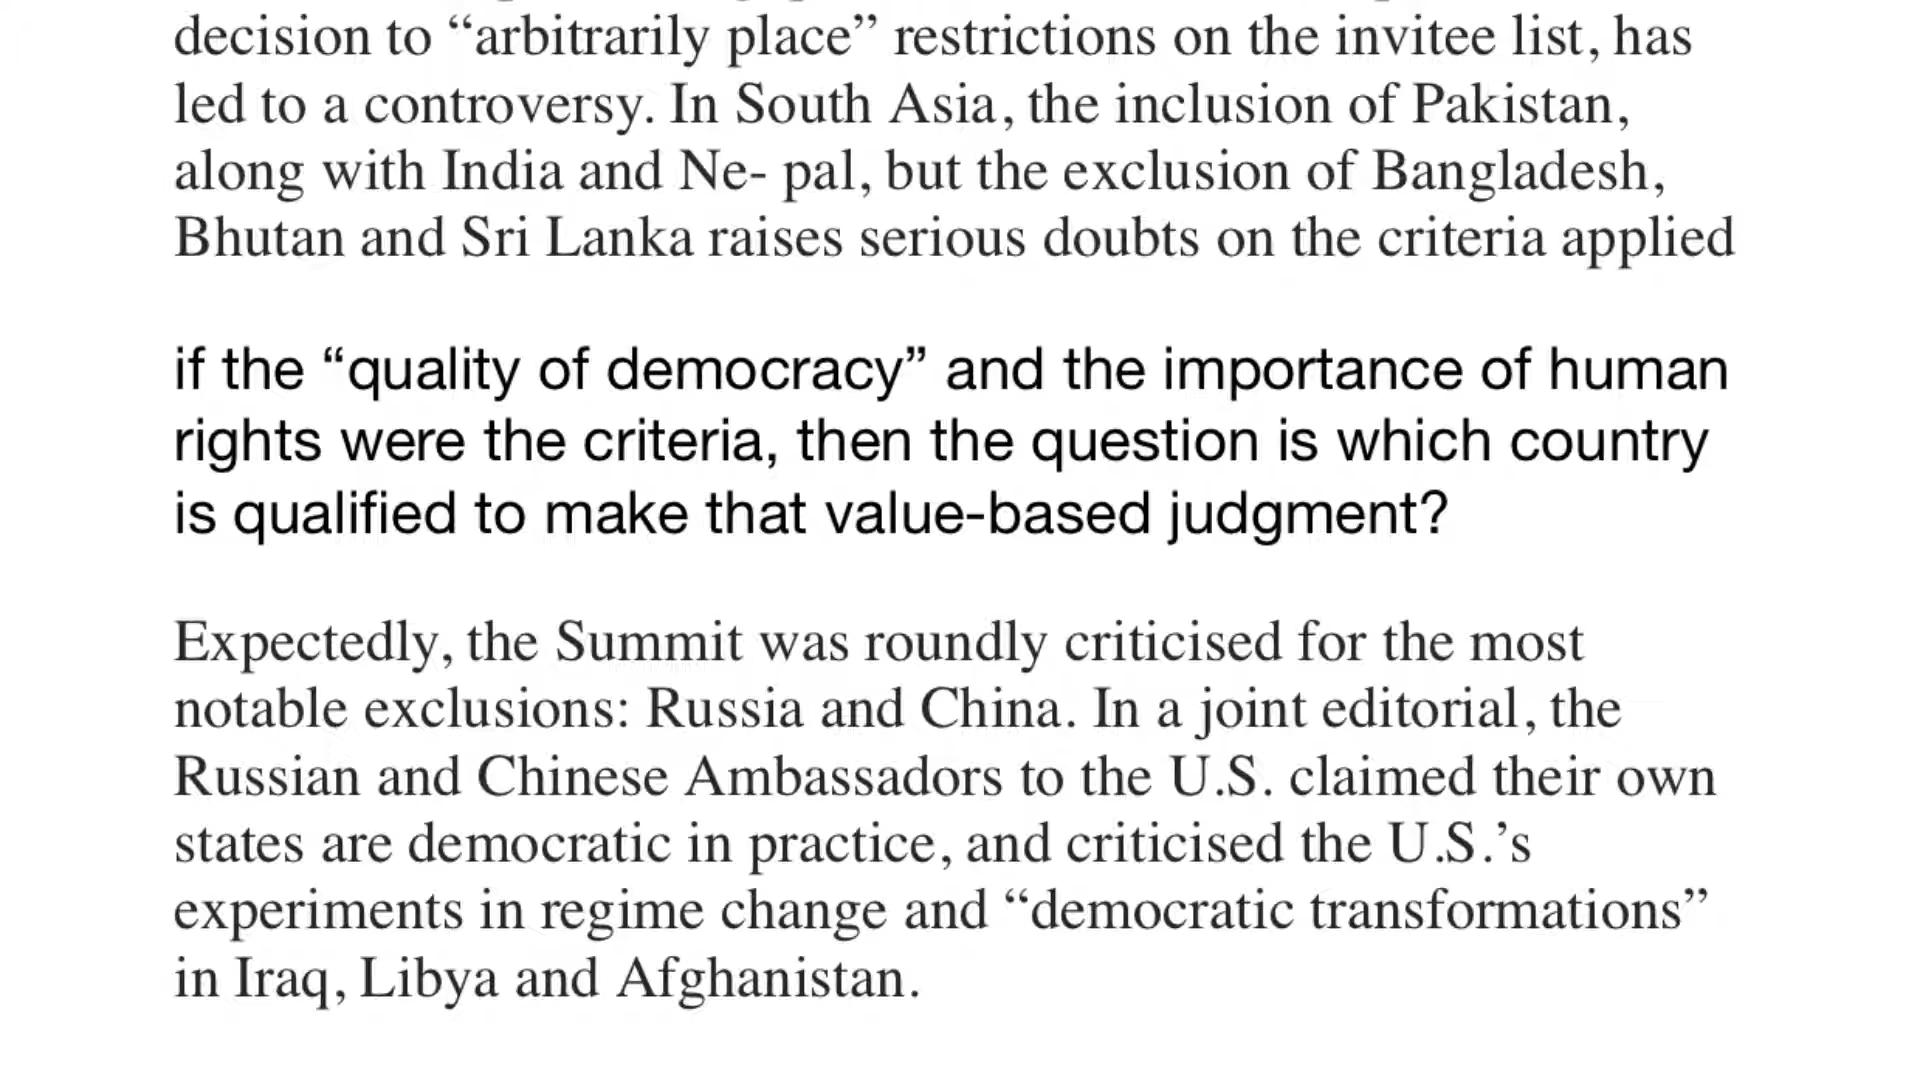 decision to “arbitrarily place” restrictions on the invitee list, has
led to a controversy. In South Asia, the inclusion of Pakistan,
along with India and Ne- pal, but the exclusion of Bangladesh,
Bhutan and Sri Lanka raises serious doubts on the criteria applied
if the “quality of democracy” and the importance of human
rights were the criteria, then the question is which country
is qualified to make that value-based judgment?
Expectedly, the Summit was roundly criticised for the most
notable exclusions: Russia and China. In a joint editorial, the
Russian and Chinese Ambassadors to the U.S. claimed their own
states are democratic in practice, and criticised the U.S.’s
experiments in regime change and “democratic transformations”
in Iraq, Libya and Afghanistan.